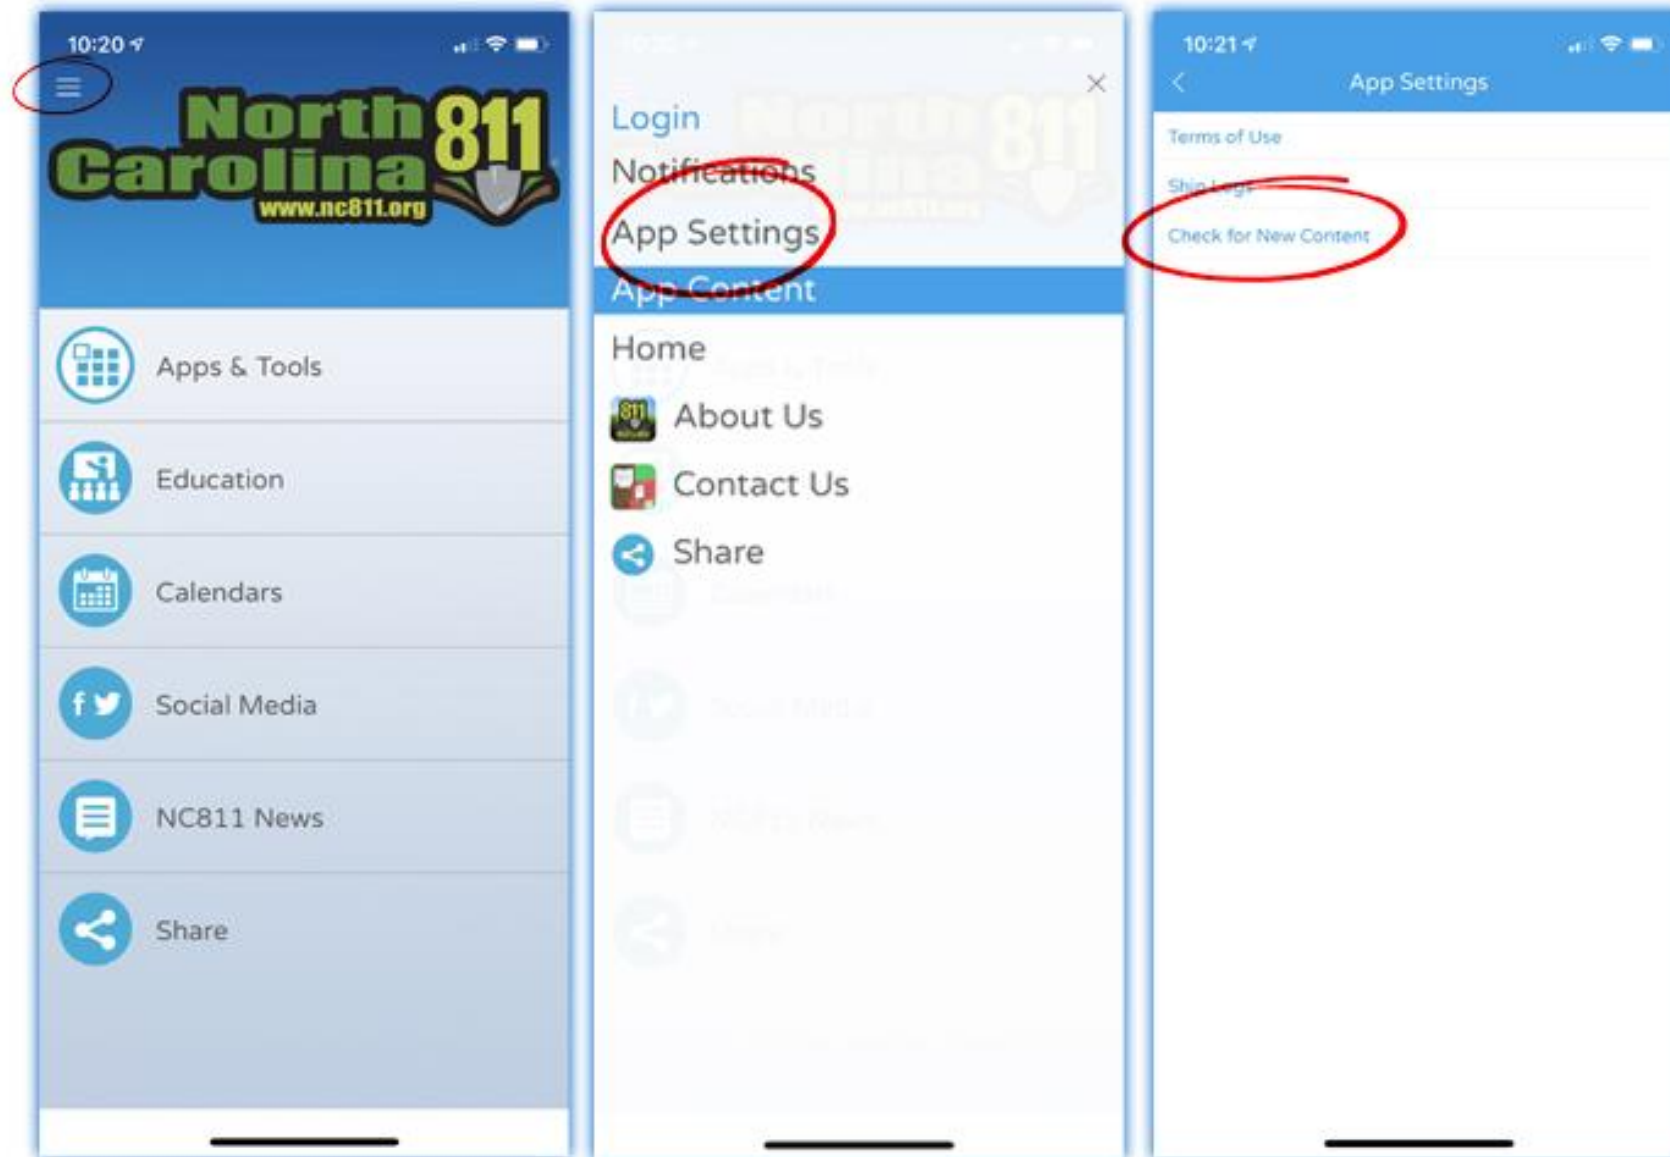 10:20
North
Carolina 811
www.nc811.org
Apps & Tools
Education
Calendars
Social Media
NC811 News
Share
Login
Notifications
App Settings
App Content
Home
About Us
Contact Us
Share
10:21
App Settings
Terms of Use
Ship Logs
Check for New Content